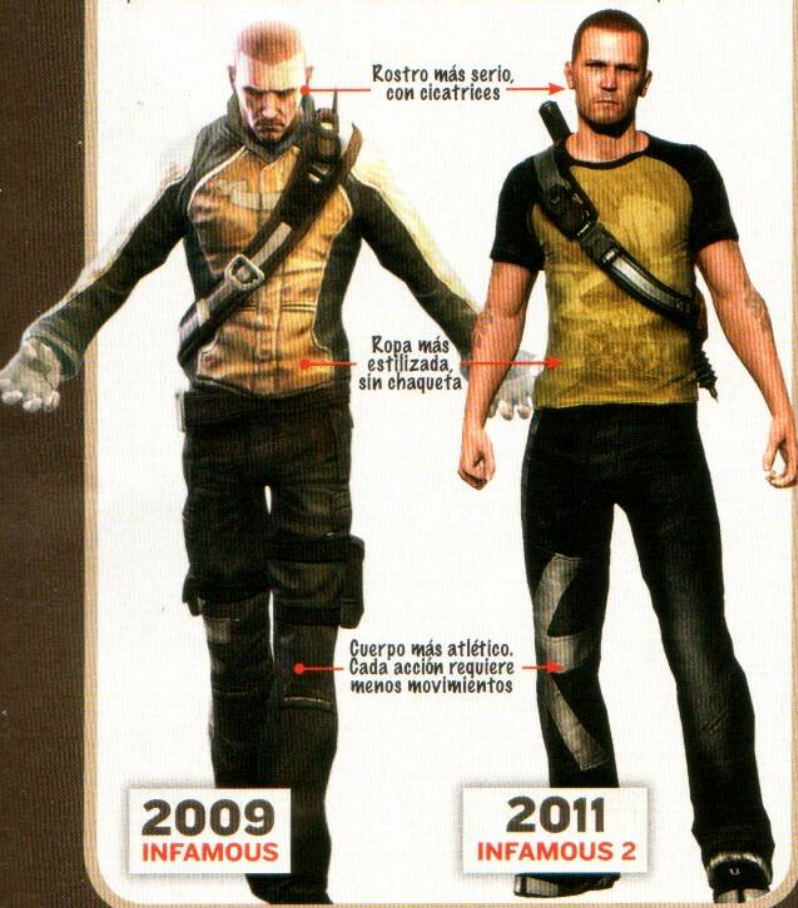 Rostro más serio,
con cicatrices
Ropa más
estilizada,
sin chaqueta
Cuerpo más atlético.
Cada acción requiere
menos movimientos
2009
INFAMOUS
2011
INFAMOUS 2